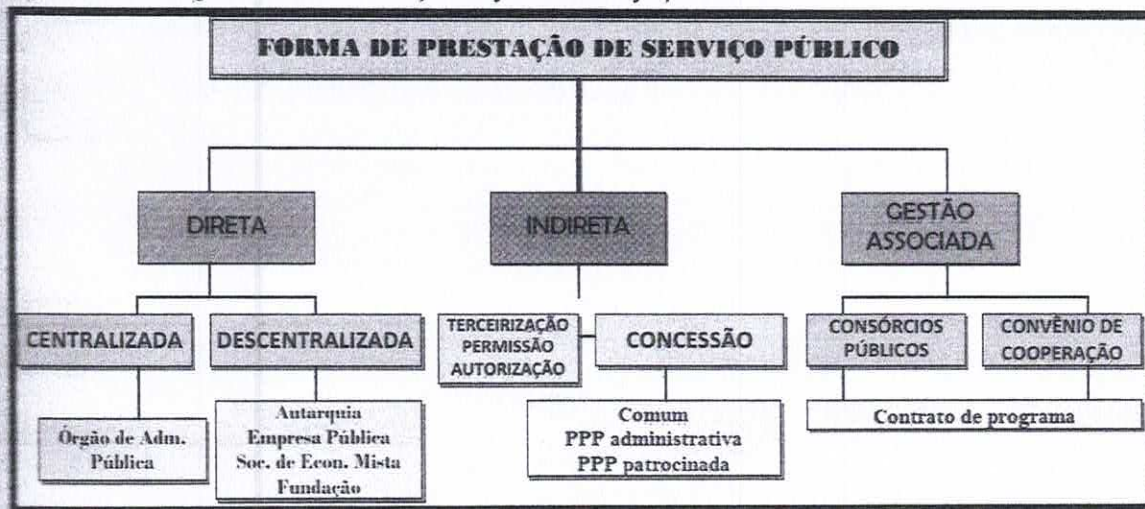 FORMA DE PRESTAÇÃO DE SERVIÇO PÚBLICO
DIRETA
INDIRETA
GESTÃO
ASSOCIADA
CENTRALIZADA
DESCENTRALIZADA
TERCEIRIZAÇÃO
PERMISSÃO
AUTORIZAÇÃO
CONCESSÃO
CONSÓRCIOS
PÚBLICOS
CONVÊNIO DE
COOPERAÇÃO
Órgão de Adm.
Pública
Autarquia
Empresa Pública
Soc. de Econ. Mista
Fundação
Comum
PPP administrativa
PPP patrocinada
Contrato de programa